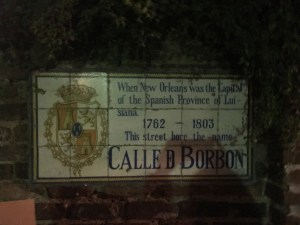 When New Orleans was the Capital
of the Spanish Province of Lui-
siana
1762 - 1803
This street bore the name
CALLE D BORBON